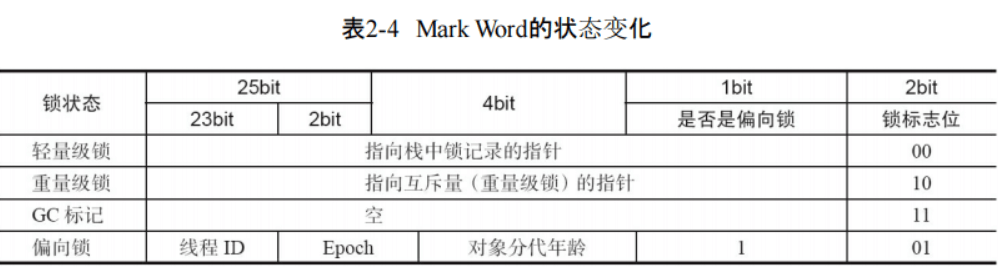 表2-4 Mark Word的状态变化
锁状态 25bit 4bit 1bit 2bit
23bit 2bit 是否是偏向锁 锁标志位
轻量级锁 指向栈中锁记录的指针 00
重量级锁 指向互斥量（重量级锁）的指针 10
GC 标记 空 11
偏向锁 线程 ID Epoch 对象分代年龄 1 01